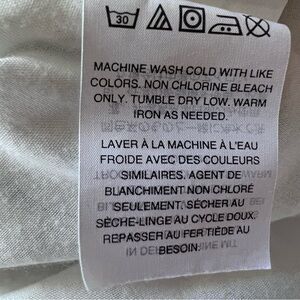 30
MACHINE WASH COLD WITH LIKE
COLORS. NON CHLORINE BLEACH
ONLY. TUMBLE DRY LOW. WARM
IRON AS NEEDED.
LAVER À LA MACHINE À L'EAU
FROIDE AVEC DES COULEURS
SIMILAIRES. AGENT DE
BLANCHIMENT NON CHLORÉ
SEULEMENT. SÉCHER AU
SÈCHE-LINGE AU CYCLE DOUX.
REPASSER AU FER TIÈDE AU
BESOIN.